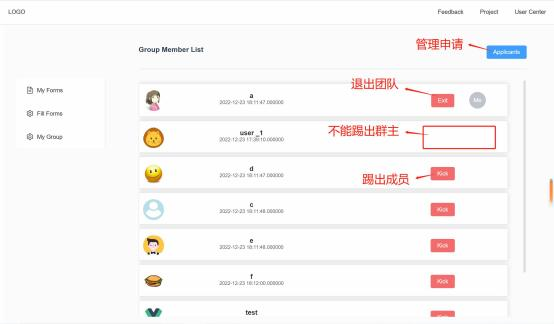 LOGO
Feedback
Project
User Center
管理申请
Group Member List
Applicants
退出团队
My Forms
a
2022-12-23 18:11:47.000000
Exit
Me
Fill Forms
不能踢出群主
user _1
2022-12-23 17:39:10.000000
My Group
d
2022-12-23 18:11:47.000000
踢出成员
Kick
c
2022-12-23 18:11:48.000000
Kick
e
2022-12-23 18:11:48.000000
Kick
f
2022-12-23 18:12:00.000000
Kick
test